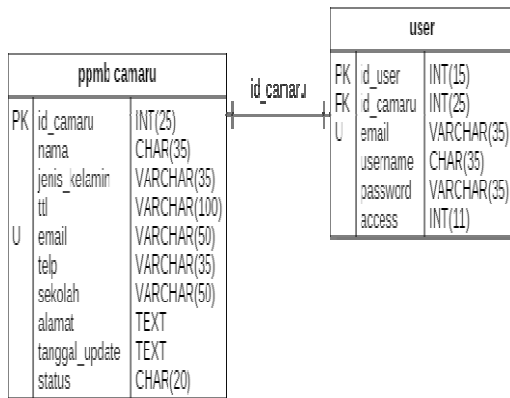 ppmb camaru
PK id_camaru INT(25)
nama CHAR(35)
jenis_kelamin VARCHAR(35)
ttl VARCHAR(100)
U email VARCHAR(50)
telp VARCHAR(35)
sekolah VARCHAR(50)
alamat TEXT
tanggal_update TEXT
status CHAR(20)
id_camaru
user
PK id_user INT(15)
FK id_camaru INT(25)
U email VARCHAR(35)
username CHAR(35)
password VARCHAR(35)
access INT(11)